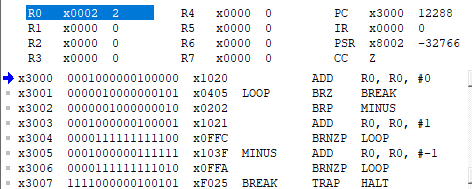 R0 x0002 2 R4 x0000 0 PC x3000 12288
R1 x0000 0 R5 x0000 0 IR x0000 0
R2 x0000 0 R6 x0000 0 PSR x8002 -32766
R3 x0000 0 R7 x0000 0 CC Z
x3000 0001000000100000 x1020 ADD R0, R0, #0
x3001 0000010000000101 x0405 LOOP BRZ BREAK
x3002 0000001000000010 x0202 BRP MINUS
x3003 0001000000100001 x1021 ADD R0, R0, #1
x3004 0000111111111100 x0FFC BRNZP LOOP
x3005 0001000000111111 x103F MINUS ADD R0, R0, #-1
x3006 0000111111111010 x0FFA BRNZP LOOP
x3007 1111000000100101 xF025 BREAK TRAP HALT